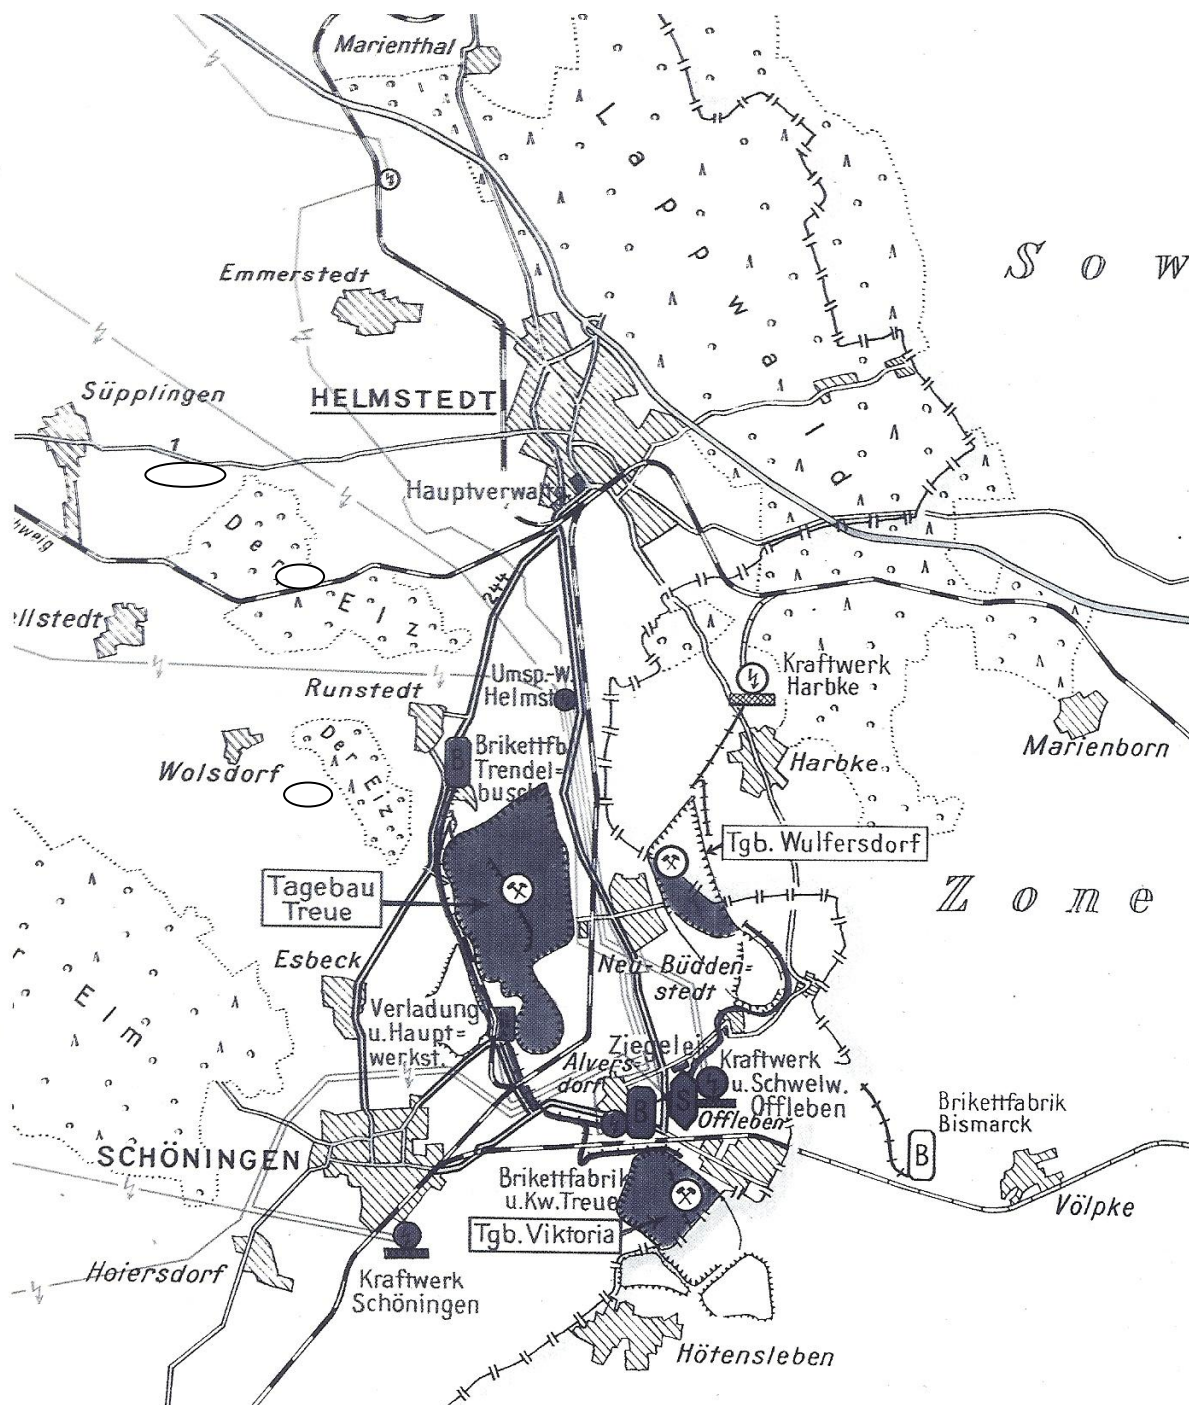 Marienthal
Lappwald
Emmerstedt
Sow
Süpplingen
HELMSTEDT
1
Hauptverwaltg.
Der
Elz
244
Umsp.-W.
Helmst
Runstedt
Kraftwerk
Harbke
Marienborn
Wolsdorf
Der Elz
B
Brikettfb
Trendel=
busch
Harbke
Tgb. Wulfersdorf
Tagebau
Treue
Zone
Esbeck
Neu-Büdden=
stedt
Elm
Verladung
u. Haupt=
werkst.
Alvers=
dorf
Ziegelei
Kraftwerk
u. Schwelw.
Offleben
B
S
Offleben
Brikettfabrik
Bismarck
B
SCHÖNINGEN
Brikettfabrik
u. Kw. Treue
Völpke
Tgb. Viktoria
Hoiersdorf
Kraftwerk
Schöningen
Hötensleben